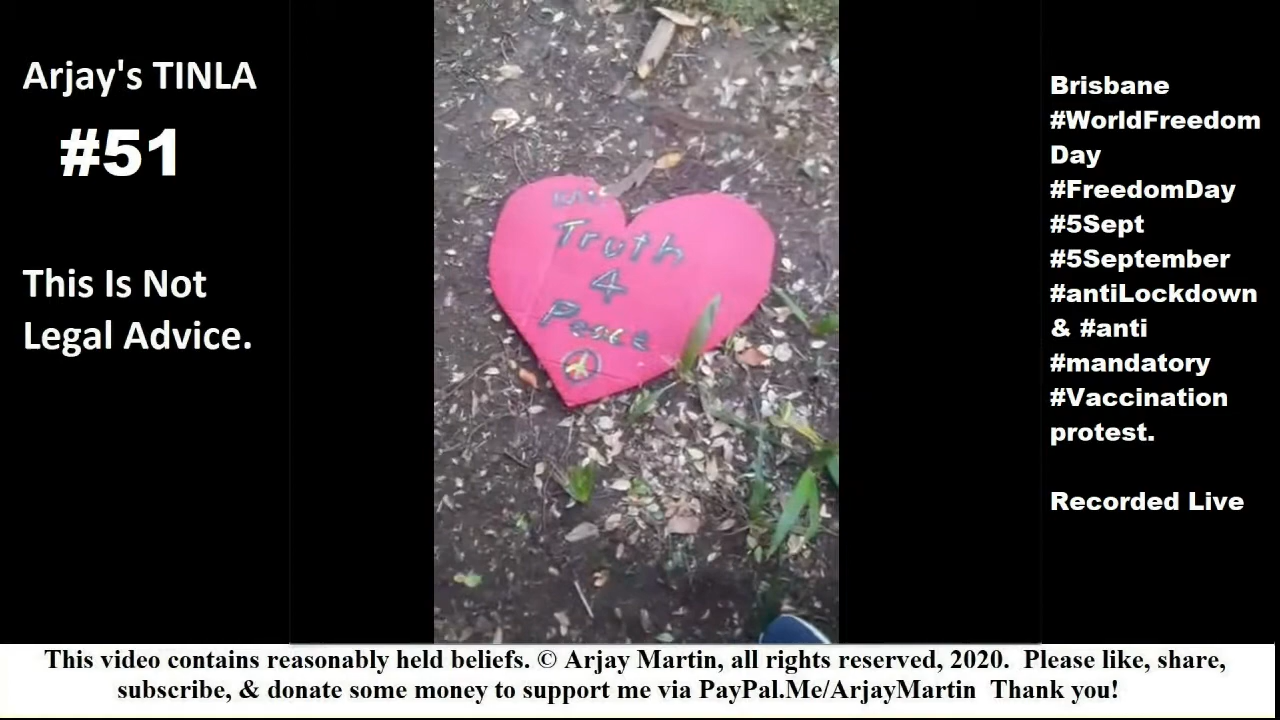 Arjay's TINLA
#51
This Is Not
Legal Advice.
Truth
4
Peace
Brisbane
#WorldFreedom
Day
#FreedomDay
#5Sept
#5September
#antiLockdown
& #anti
#mandatory
#Vaccination
protest.
Recorded Live
This video contains reasonably held beliefs. © Arjay Martin, all rights reserved, 2020. Please like, share,
subscribe, & donate some money to support me via PayPal.Me/ArjayMartin Thank you!